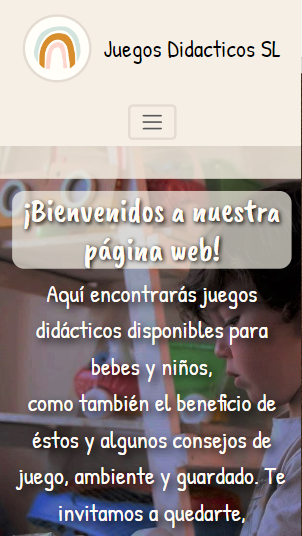 Juegos Didacticos SL
¡Bienvenidos a nuestra
página web!
Aquí encontrarás juegos
didácticos disponibles para
bebes y niños,
como también el beneficio de
éstos y algunos consejos de
juego, ambiente y guardado. Te
invitamos a quedarte,